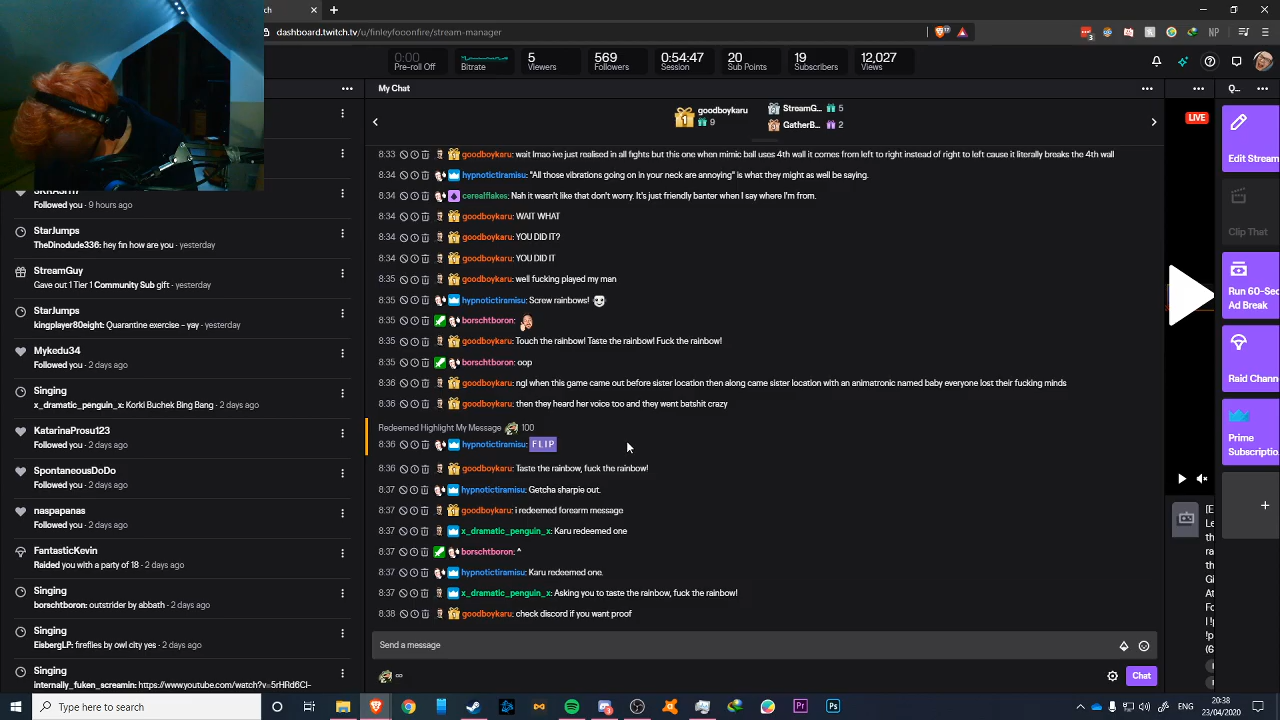 ch
dashboard.twitch.tv/u/finleyfooonfire/stream-manager
0:00
Pre-roll Off
Bitrate
5
Viewers
569
Followers
0:54:47
Session
20
Sub Points
19
Subscribers
12,027
Views
My Chat
Q...
goodboykaru
9
StreamG... 5
GatherB... 2
Followed you · 9 hours ago
StarJumps
TheDinodude336: hey fin how are you · yesterday
StreamGuy
Gave out 1 Tier 1 Community Sub gift · yesterday
StarJumps
kingplayer80eight: Quarantine exercise - yay · yesterday
Mykedu34
Followed you · 2 days ago
Singing
x_dramatic_penguin_x: Korki Buchek Bing Bang · 2 days ago
KatarinaProsu123
Followed you · 2 days ago
SpontaneousDoDo
Followed you · 2 days ago
naspapanas
Followed you · 2 days ago
FantasticKevin
Raided you with a party of 18 · 2 days ago
Singing
borschtboron: outstrider by abbath · 2 days ago
Singing
EisbergLP: fireflies by owl city yes · 2 days ago
Singing
internally_fuken_screamin: https://www.youtube.com/watch?v=5rHRd6CI-
8:33 goodboykaru: wait lmao ive just realised in all fights but this one when mimic ball uses 4th wall it comes from left to right instead of right to left cause it literally breaks the 4th wall
8:34 hypnotictiramisu: "All those vibrations going on in your neck are annoying" is what they might as well be saying.
8:34 cerea!flakes: Nah it wasn't like that don't worry. It's just friendly banter when I say where I'm from.
8:34 goodboykaru: WAIT WHAT
8:34 goodboykaru: YOU DID IT?
8:34 goodboykaru: YOU DID IT
8:35 goodboykaru: well fucking played my man
8:35 hypnotictiramisu: Screw rainbows!
8:35 borschtboron:
8:35 goodboykaru: Touch the rainbow! Taste the rainbow! Fuck the rainbow!
8:35 borschtboron: oop
8:36 goodboykaru: ngl when this game came out before sister location then along came sister location with an animatronic named baby everyone lost their fucking minds
8:36 goodboykaru: then they heard her voice too and they went batshit crazy
Redeemed Highlight My Message 100
8:36 hypnotictiramisu: F L I P
8:36 goodboykaru: Taste the rainbow, fuck the rainbow!
8:37 hypnotictiramisu: Getcha sharpie out.
8:37 goodboykaru: i redeemed forearm message
8:37 x_dramatic_penguin_x: Karu redeemed one
8:37 borschtboron: ^
8:37 hypnotictiramisu: Karu redeemed one.
8:37 x_dramatic_penguin_x: Asking you to taste the rainbow, fuck the rainbow!
8:38 goodboykaru: check discord if you want proof
Send a message
∞
Chat
LIVE
Edit Stream
Clip That
Run 60-Sec
Ad Break
Raid Chann
Prime
Subscriptio
[E
Le
th
ra
th
Gi
At
Fo
I !p
!p
(6
Type here to search
Pr
Ps
ENG
20:38
23/04/2020